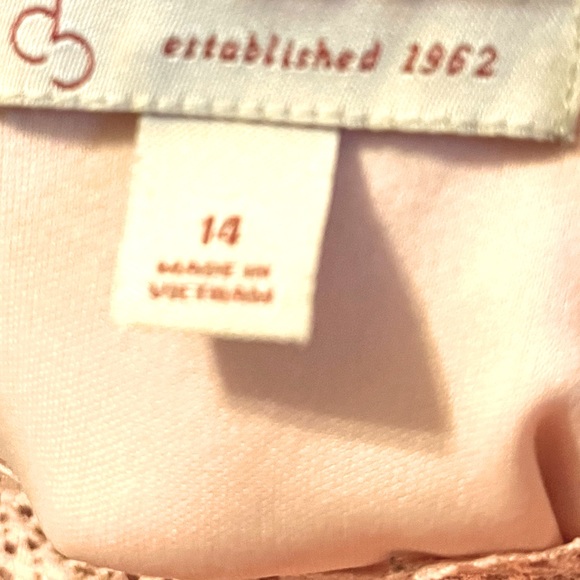 established 1962
14
MADE IN
VIETNAM